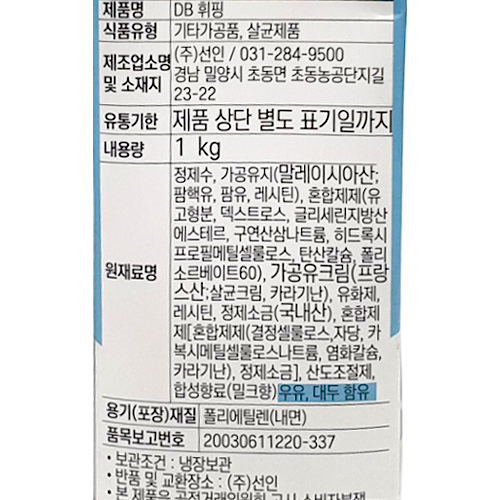 제품명 DB 휘핑
식품유형 기타가공품, 살균제품
제조업소명 및 소재지 (주)선인 / 031-284-9500
경남 밀양시 초동면 초동농공단지길
23-22
유통기한 제품 상단 별도 표기일까지
내용량 1 kg
원재료명 정제수, 가공유지(말레이시아산;
팜핵유, 팜유, 레시틴), 혼합제제(유
고형분, 덱스트로스, 글리세린지방산
에스테르, 구연산삼나트륨, 히드록시
프로필메틸셀룰로스, 탄산칼슘, 폴리
소르베이트60), 가공유크림(프랑
스산;살균크림, 카라기난), 유화제,
레시틴, 정제소금(국내산), 혼합제
제[혼합제제(결정셀룰로스,자당, 카
복시메틸셀룰로스나트륨, 염화칼슘,
카라기난), 정제소금], 산도조절제,
합성향료(밀크향) 우유, 대두 함유
용기(포장)재질 폴리에틸렌(내면)
품목보고번호 20030611220-337
• 보관조건 : 냉장보관
• 반품 및 교환장소 : (주)선인
• 본 제품은 공정거래위원회 고시 소비자분쟁